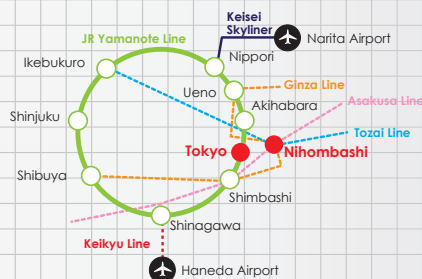 Keisei
Skyliner
JR Yamanote Line
Narita Airport
Ikebukuro
Nippori
Ueno
Ginza Line
Akihabara
Asakusa Line
Shinjuku
Tozai Line
Tokyo
Nihombashi
Shibuya
Shimbashi
Shinagawa
Keikyu Line
Haneda Airport